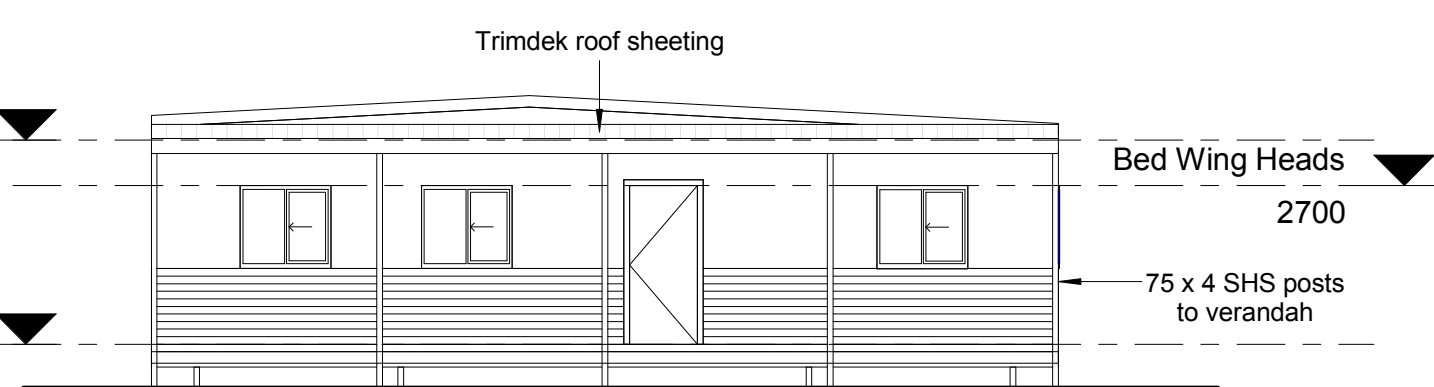 Trimdek roof sheeting
Bed Wing Heads
2700
75 x 4 SHS posts
to verandah